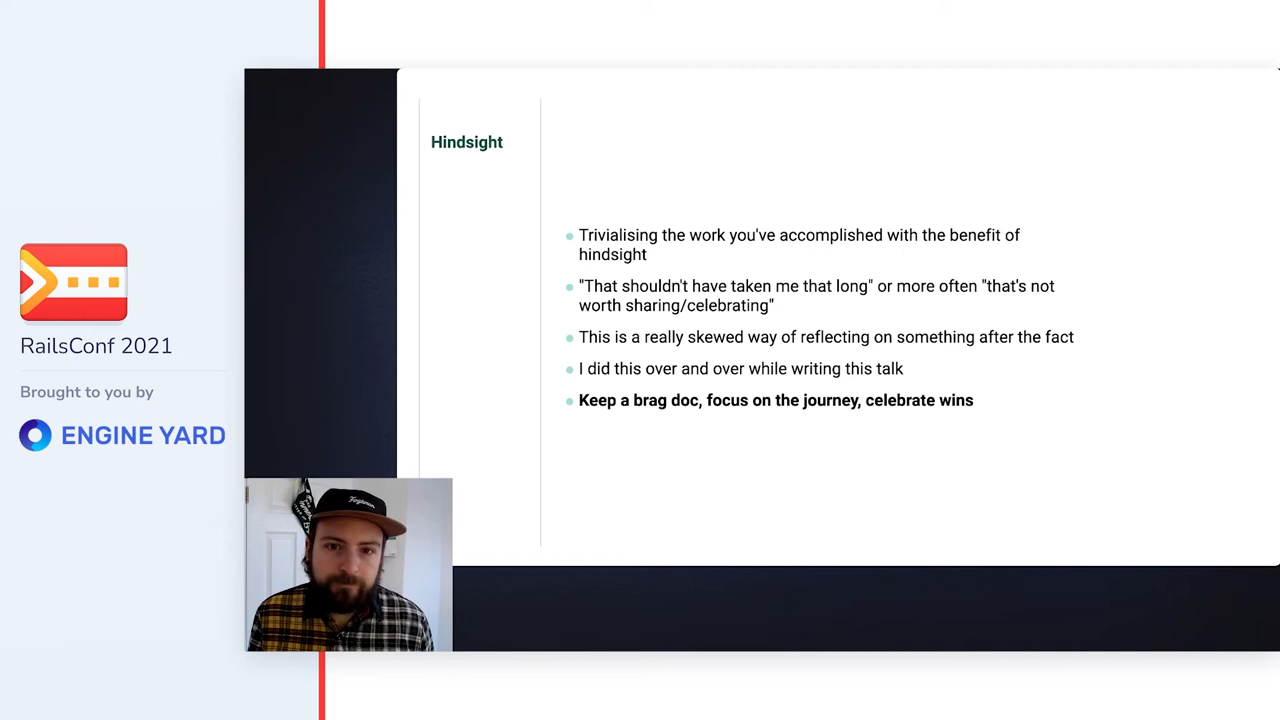 Hindsight
Trivialising the work you've accomplished with the benefit of
hindsight
"That shouldn't have taken me that long" or more often "that's not
worth sharing/celebrating"
This is a really skewed way of reflecting on something after the fact
I did this over and over while writing this talk
Keep a brag doc, focus on the journey, celebrate wins
RailsConf 2021
Brought to you by
ENGINE YARD